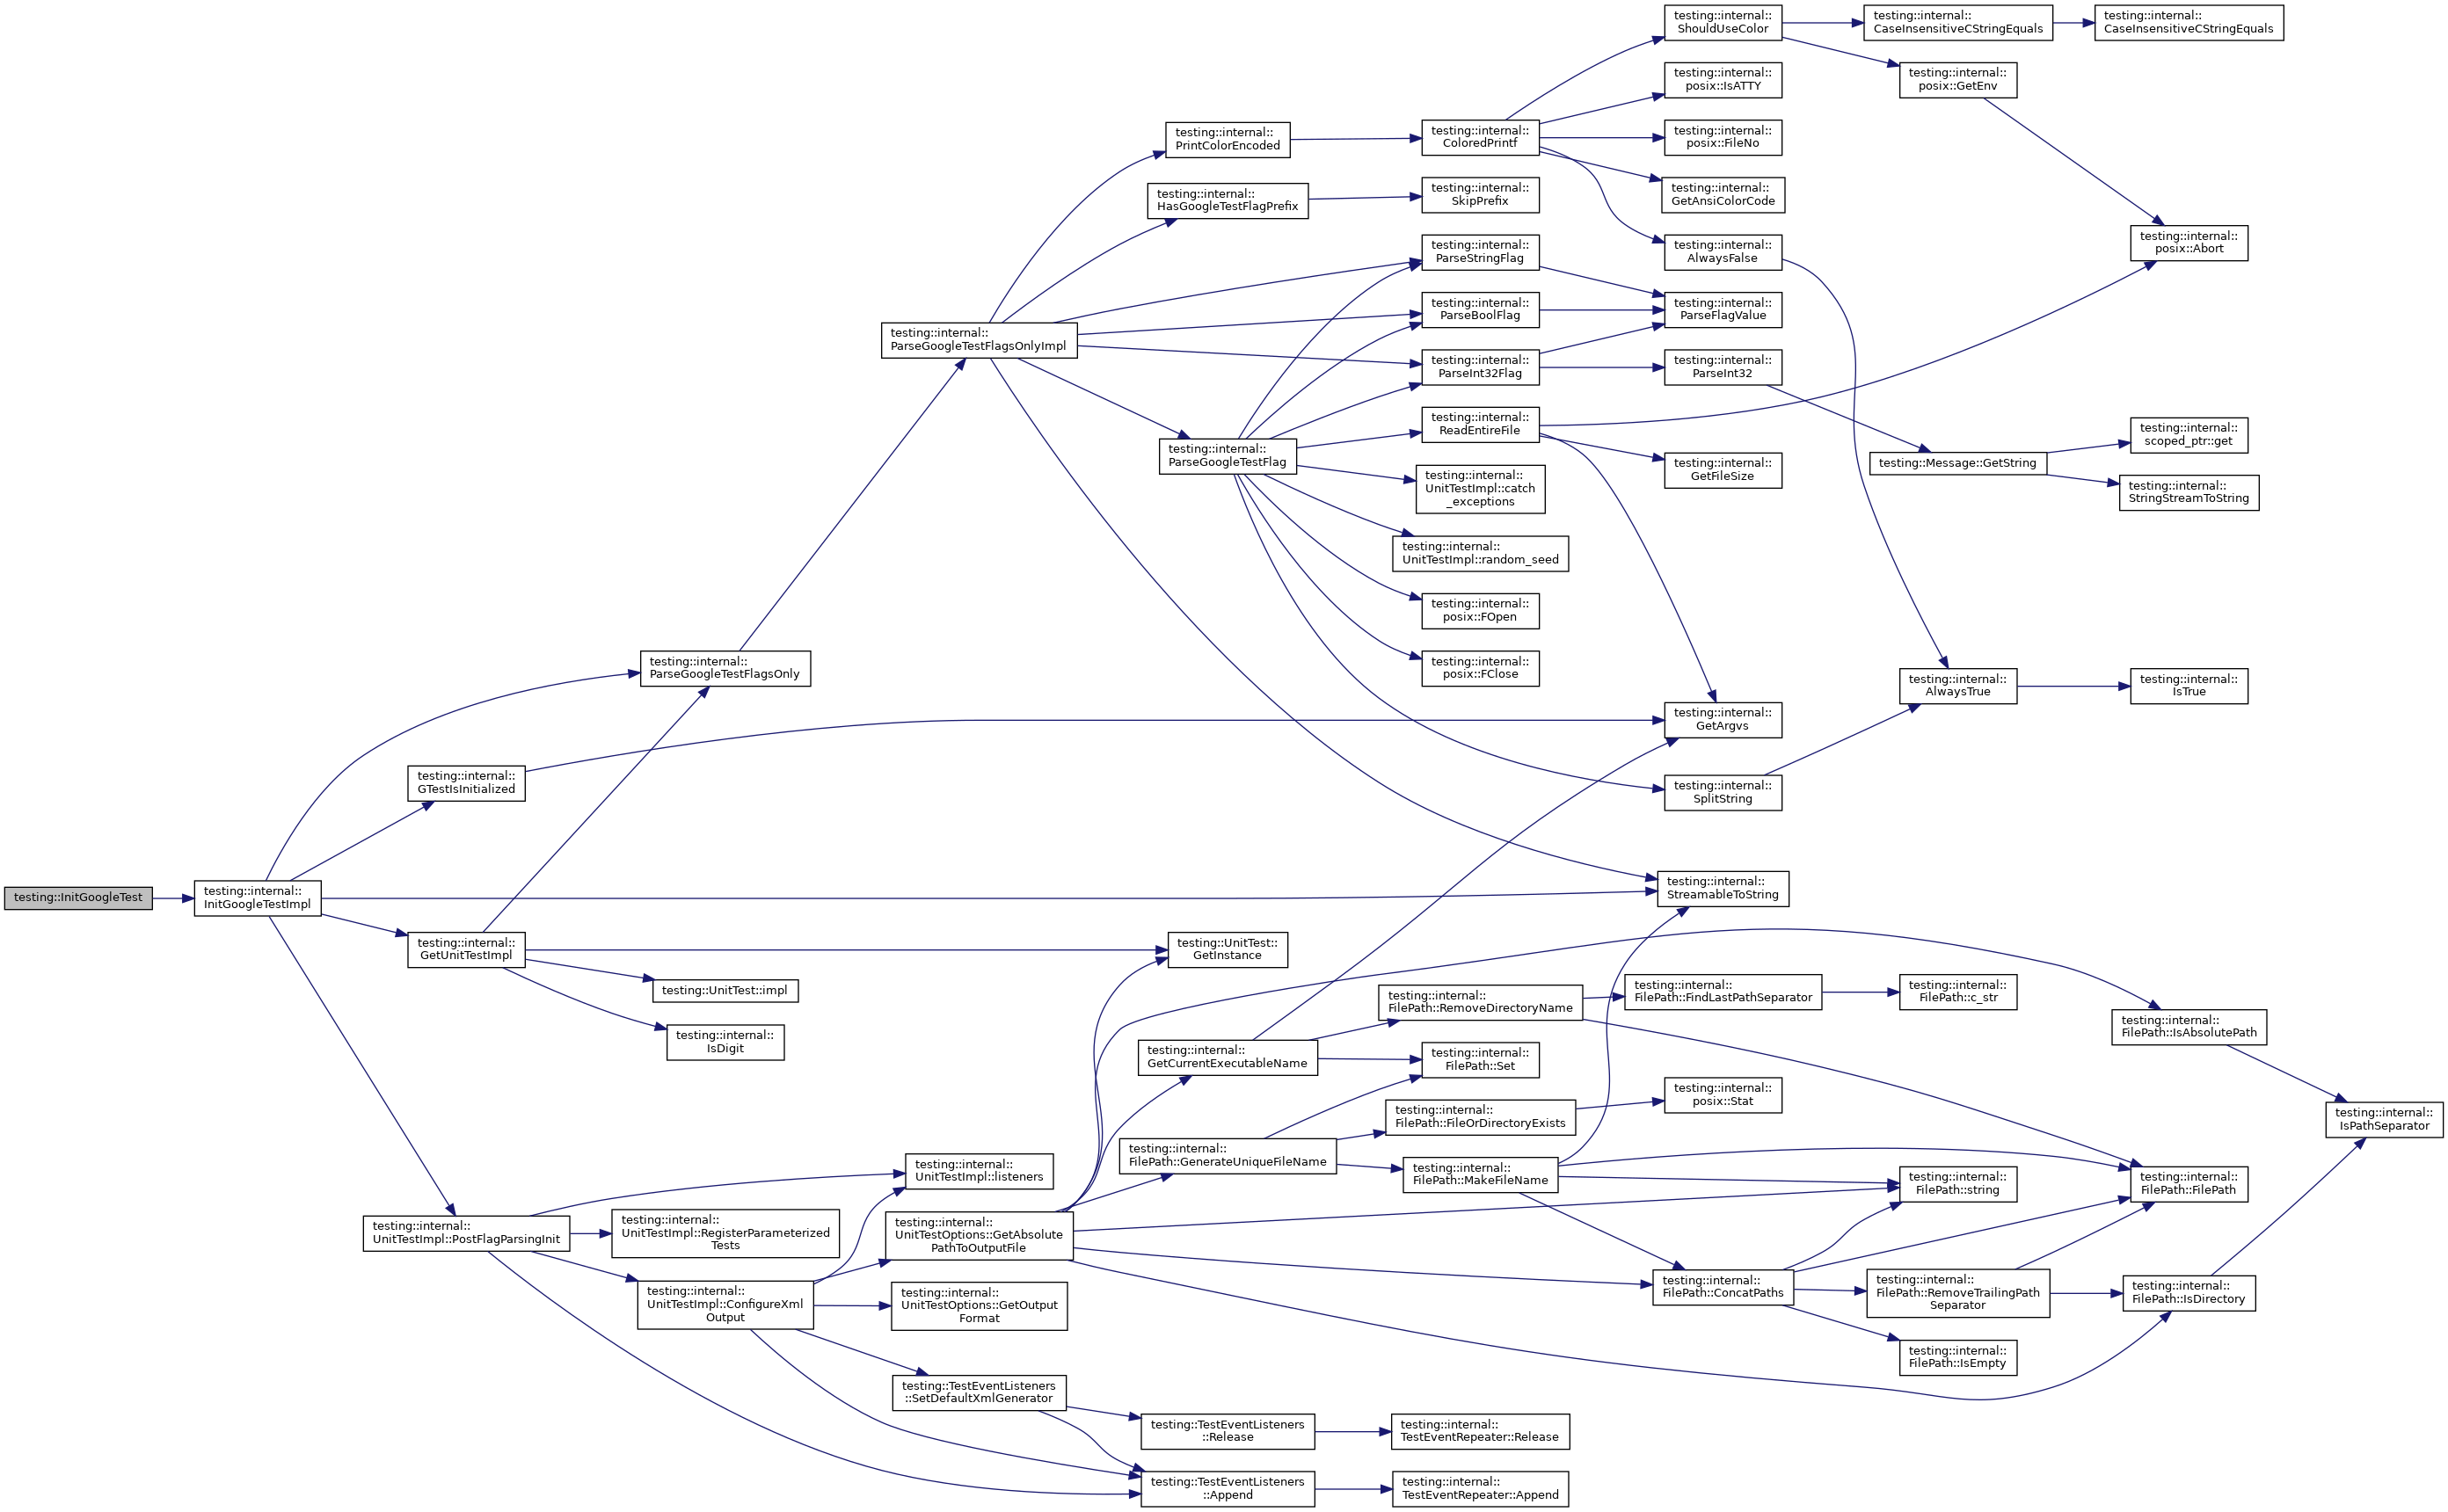 testing::internal::
ShouldUseColor
testing::internal::
CaseInsensitiveCStringEquals
testing::internal::
CaseInsensitiveCStringEquals
testing::internal::
posix::IsATTY
testing::internal::
posix::GetEnv
testing::internal::
PrintColorEncoded
testing::internal::
ColoredPrintf
testing::internal::
posix::FileNo
testing::internal::
HasGoogleTestFlagPrefix
testing::internal::
SkipPrefix
testing::internal::
GetAnsiColorCode
testing::internal::
ParseStringFlag
testing::internal::
AlwaysFalse
testing::internal::
posix::Abort
testing::internal::
ParseGoogleTestFlagsOnlyImpl
testing::internal::
ParseBoolFlag
testing::internal::
ParseFlagValue
testing::internal::
ParseInt32Flag
testing::internal::
ParseInt32
testing::internal::
ParseGoogleTestFlag
testing::internal::
ReadEntireFile
testing::internal::
GetFileSize
testing::Message::GetString
testing::internal::
scoped_ptr::get
testing::internal::
StringStreamToString
testing::internal::
UnitTestImpl::catch
_exceptions
testing::internal::
UnitTestImpl::random_seed
testing::internal::
posix::FOpen
testing::internal::
posix::FClose
testing::internal::
ParseGoogleTestFlagsOnly
testing::internal::
AlwaysTrue
testing::internal::
IsTrue
testing::internal::
GetArgvs
testing::internal::
GTestIsInitialized
testing::internal::
SplitString
testing::InitGoogleTest
testing::internal::
InitGoogleTestImpl
testing::internal::
StreamableToString
testing::internal::
GetUnitTestImpl
testing::UnitTest::
GetInstance
testing::UnitTest::impl
testing::internal::
IsDigit
testing::internal::
FilePath::RemoveDirectoryName
testing::internal::
FilePath::FindLastPathSeparator
testing::internal::
FilePath::c_str
testing::internal::
FilePath::IsAbsolutePath
testing::internal::
GetCurrentExecutableName
testing::internal::
FilePath::Set
testing::internal::
posix::Stat
testing::internal::
FilePath::FileOrDirectoryExists
testing::internal::
IsPathSeparator
testing::internal::
FilePath::GenerateUniqueFileName
testing::internal::
FilePath::MakeFileName
testing::internal::
FilePath::string
testing::internal::
FilePath::FilePath
testing::internal::
UnitTestImpl::listeners
testing::internal::
UnitTestImpl::PostFlagParsingInit
testing::internal::
UnitTestImpl::RegisterParameterized
Tests
testing::internal::
UnitTestOptions::GetAbsolute
PathToOutputFile
testing::internal::
UnitTestImpl::ConfigureXml
Output
testing::internal::
UnitTestOptions::GetOutput
Format
testing::internal::
FilePath::ConcatPaths
testing::internal::
FilePath::RemoveTrailingPath
Separator
testing::internal::
FilePath::IsDirectory
testing::internal::
FilePath::IsEmpty
testing::TestEventListeners
::SetDefaultXmlGenerator
testing::TestEventListeners
::Release
testing::internal::
TestEventRepeater::Release
testing::TestEventListeners
::Append
testing::internal::
TestEventRepeater::Append